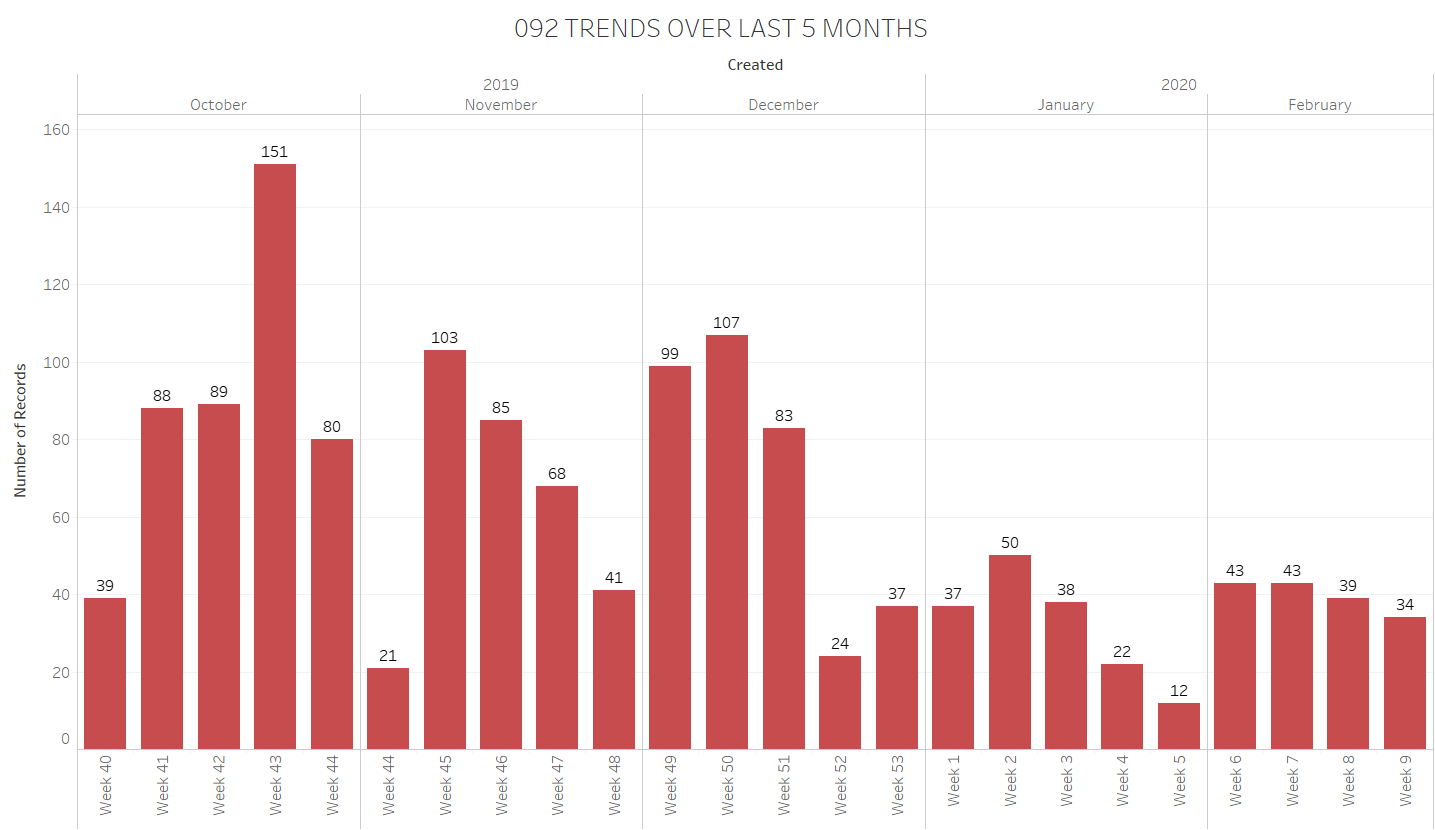 092 TRENDS OVER LAST 5 MONTHS
Created
2019 2020
October November December January February
Number of Records
160
140
120
100
80
60
40
20
0
39 88 89 151 80 21 103 85 68 41 99 107 83 24 37 37 50 38 22 12 43 43 39 34
Week 40 Week 41 Week 42 Week 43 Week 44 Week 44 Week 45 Week 46 Week 47 Week 48 Week 49 Week 50 Week 51 Week 52 Week 53 Week 1 Week 2 Week 3 Week 4 Week 5 Week 6 Week 7 Week 8 Week 9